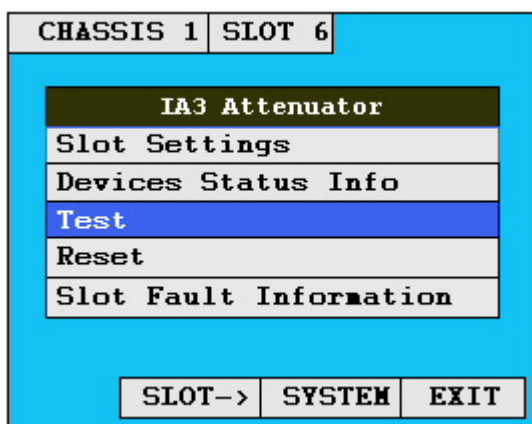 CHASSIS 1 SLOT 6
IA3 Attenuator
Slot Settings
Devices Status Info
Test
Reset
Slot Fault Information
SLOT-> SYSTEM EXIT